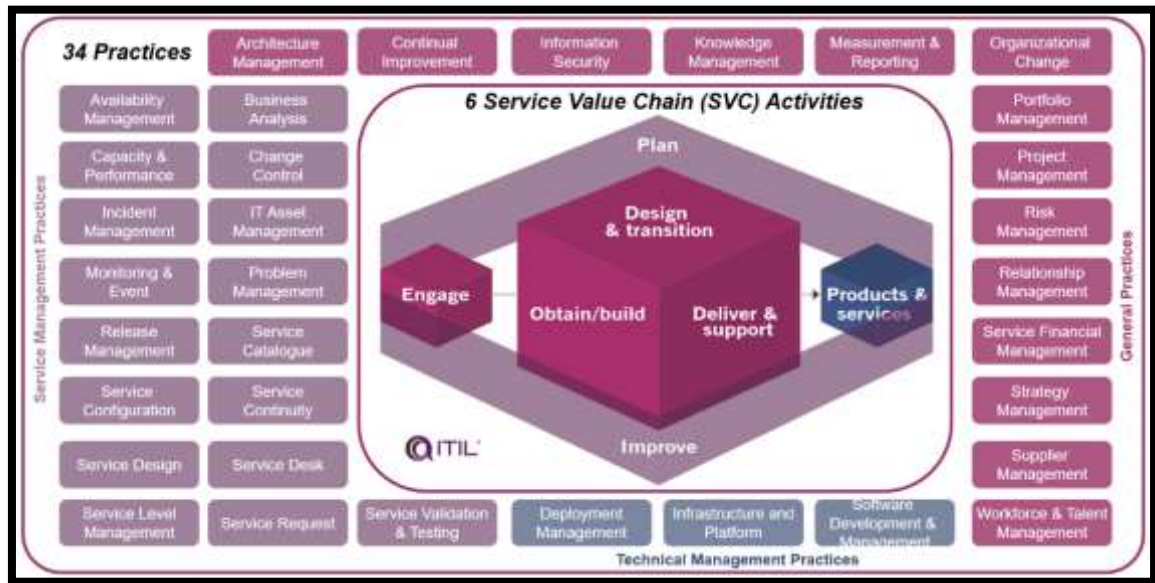 34 Practices
Architecture
Management
Continual
Improvement
Information
Security
Knowledge
Management
Measurement &
Reporting
Organizational
Change
Availability
Management
Business
Analysis
6 Service Value Chain (SVC) Activities
Portfolio
Management
Capacity &
Performance
Change
Control
Plan
Project
Management
Incident
Management
IT Asset
Management
Design
& transition
Risk
Management
Monitoring &
Event
Problem
Management
Engage
Obtain/build
Deliver &
support
Products &
services
Relationship
Management
Release
Management
Service
Catalogue
Service Financial
Management
Service
Configuration
Service
Continuity
Strategy
Management
ITIL®
Improve
Service Design
Service Desk
Supplier
Management
Service Level
Management
Service Request
Service Validation
& Testing
Deployment
Management
Infrastructure and
Platform
Software
Development &
Management
Workforce & Talent
Management
Service Management Practices
General Practices
Technical Management Practices